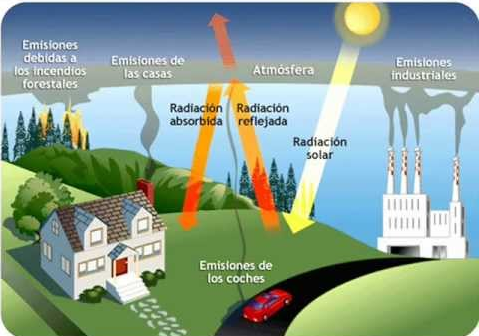 Emisiones
debidas a
los incendios
forestales
Emisiones de
las casas
Atmósfera
Emisiones
industriales
Radiación
absorbida
Radiación
reflejada
Radiación
solar
Emisiones de
los coches